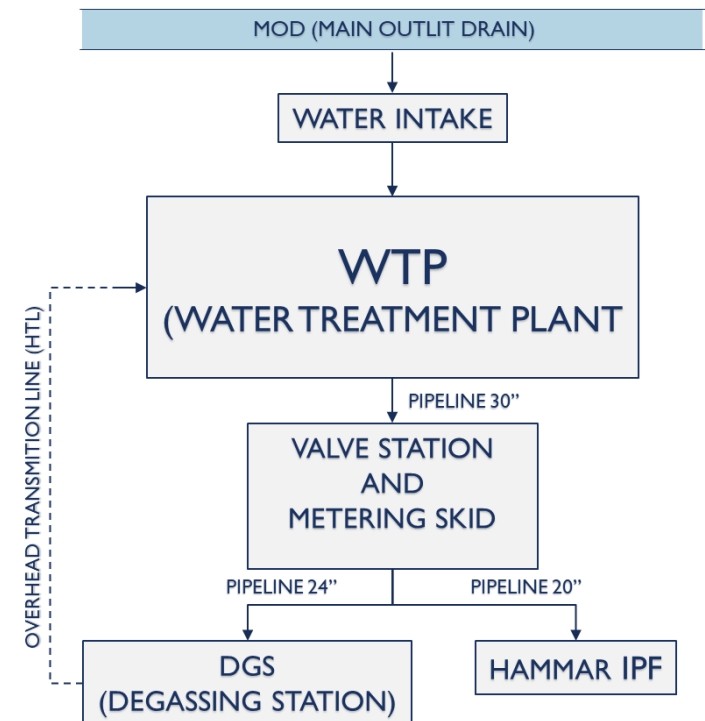 MOD (MAIN OUTLIT DRAIN)
WATER INTAKE
WTP
(WATER TREATMENT PLANT
OVERHEAD TRANSMITION LINE (HTL)
PIPELINE 30”
VALVE STATION
AND
METERING SKID
PIPELINE 24”
PIPELINE 20”
DGS
(DEGASSING STATION)
HAMMAR IPF